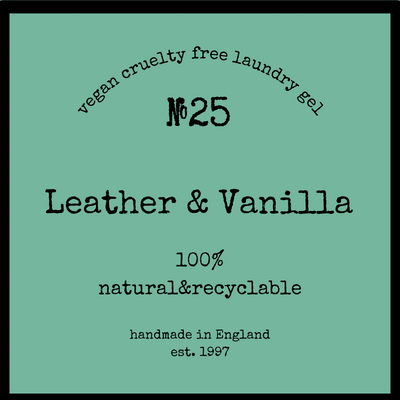 vegan cruelty free laundry gel
№25
Leather & Vanilla
100%
natural&recyclable
handmade in England
est. 1997